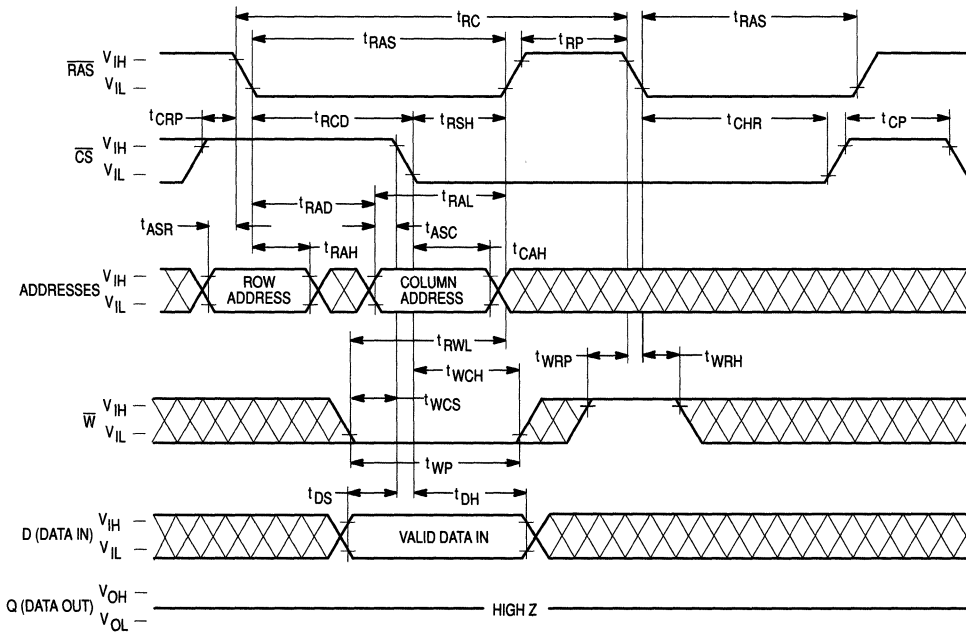 tRC
tRAS tRP tRAS
RAS VIH
VIL
tCRP tRCD tRSH tCHR tCP
CS VIH
VIL
tRAD tRAL
tASR tASC
tRAH tCAH
ADDRESSES VIH
VIL
ROW ADDRESS
COLUMN ADDRESS
tRWL
tWRP tWRH
tWCH
tWCS
W VIH
VIL
tWP
tDS tDH
D (DATA IN) VIH
VIL
VALID DATA IN
Q (DATA OUT) VOH
VOL
HIGH Z